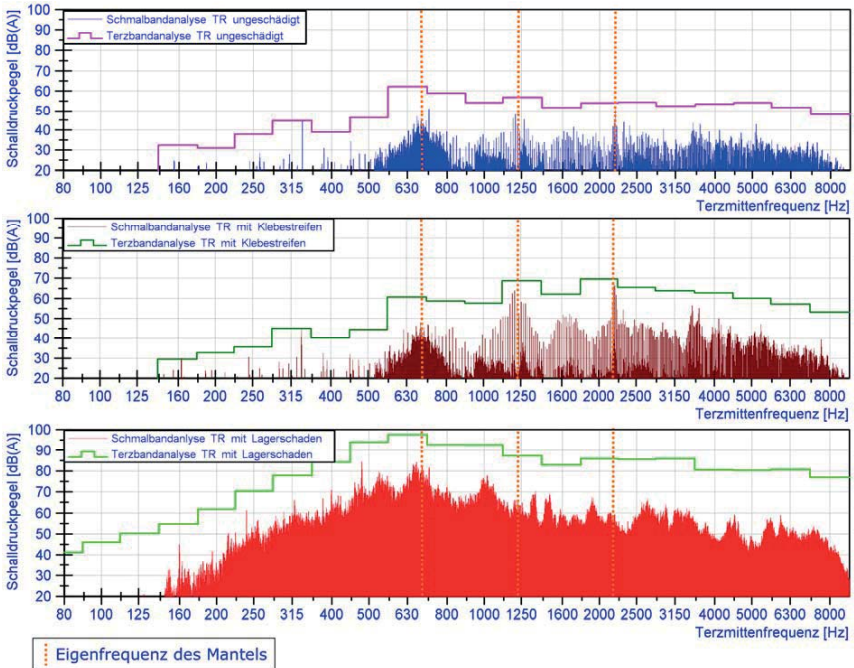 Schalldruckpegel [dB(A)]
100
90
80
70
60
50
40
30
20
Schmalbandanalyse TR ungeschädigt
Terzbandanalyse TR ungeschädigt
80 100 125 160 200 250 315 400 500 630 800 1000 1250 1600 2000 2500 3150 4000 5000 6300 8000
Terzmittenfrequenz [Hz]
Schalldruckpegel [dB(A)]
100
90
80
70
60
50
40
30
20
Schmalbandanalyse TR mit Klebestreifen
Terzbandanalyse TR mit Klebestreifen
80 100 125 160 200 250 315 400 500 630 800 1000 1250 1600 2000 2500 3150 4000 5000 6300 8000
Terzmittenfrequenz [Hz]
Schalldruckpegel [dB(A)]
100
90
80
70
60
50
40
30
20
Schmalbandanlyse TR mit Lagerschaden
Terzbandanalyse TR mit Lagerschaden
80 100 125 160 200 250 315 400 500 630 800 1000 1250 1600 2000 2500 3150 4000 5000 6300 8000
Terzmittenfrequenz [Hz]
Eigenfrequenz des Mantels